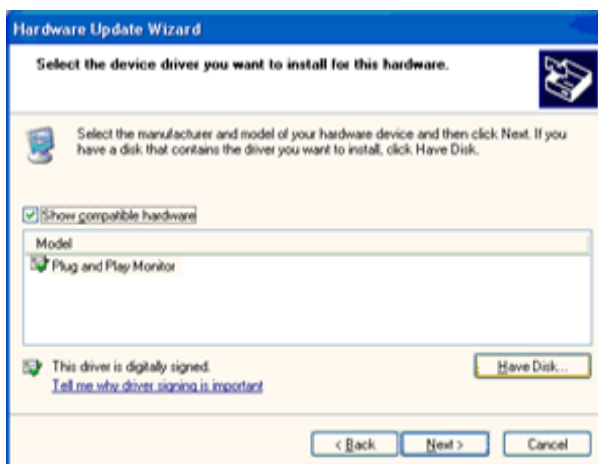 Hardware Update Wizard
Select the device driver you want to install for this hardware.
Select the manufacturer and model of your hardware device and then click Next. If you
have a disk that contains the driver you want to install, click Have Disk.
Show compatible hardware
Model
Plug and Play Monitor
This driver is digitally signed.
Have Disk...
Tell me why driver signing is important
< Back
Next >
Cancel